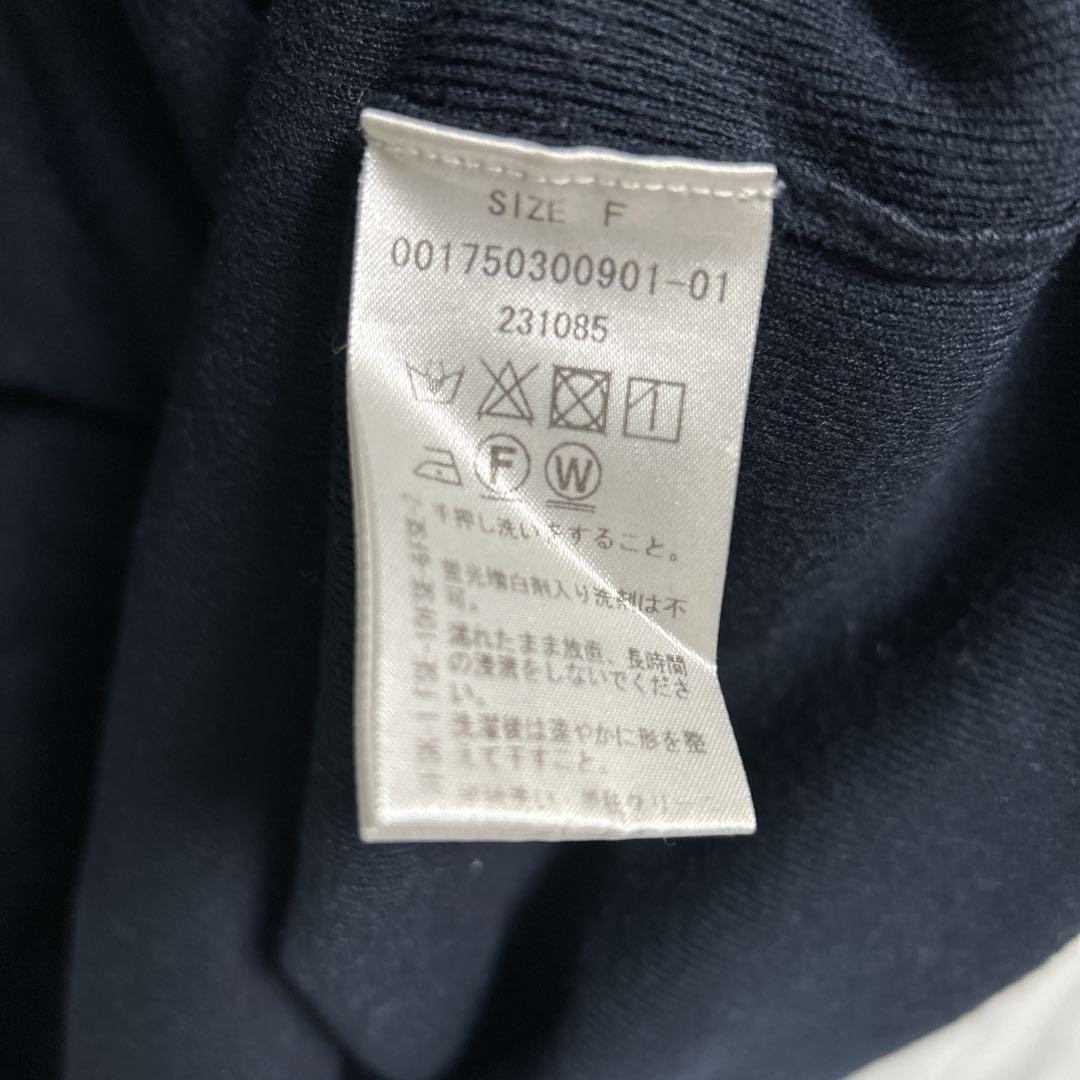 SIZE F
001750300901-01
231085
F W
手押し洗いをすること。
蛍光増白剤入り洗剤は不
可。
濡れたまま放置、長時間
の浸漬をしないでくださ
い。
洗濯後は速やかに形を整
えて干すこと。